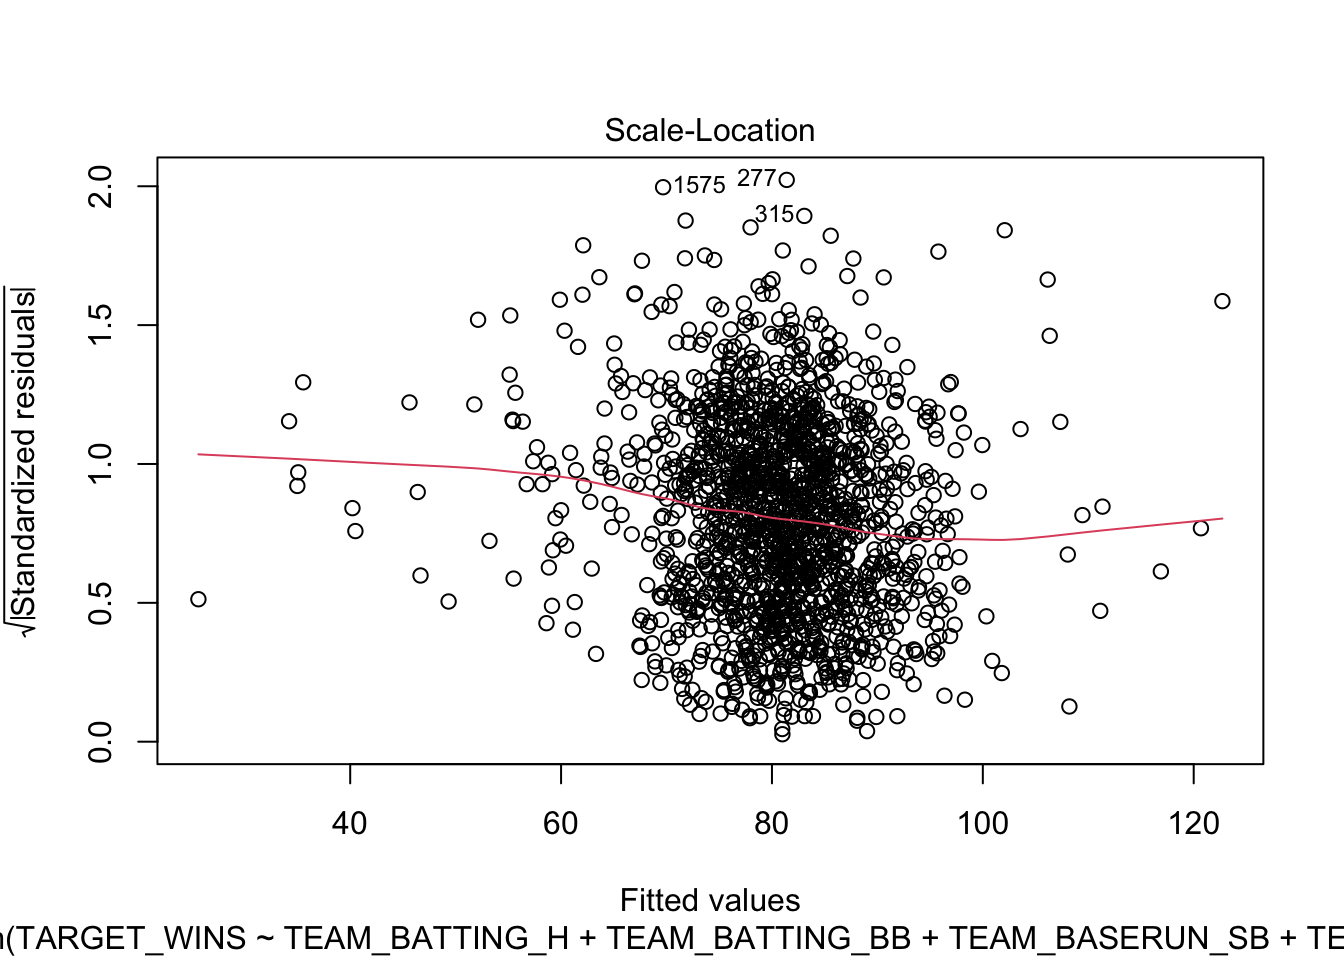 Scale-Location
1575
277
315
√|Standardized residuals|
2.0
1.5
1.0
0.5
0.0
40 60 80 100 120
Fitted values
(TARGET_WINS ~ TEAM_BATTING_H + TEAM_BATTING_BB + TEAM_BASERUN_SB + TE